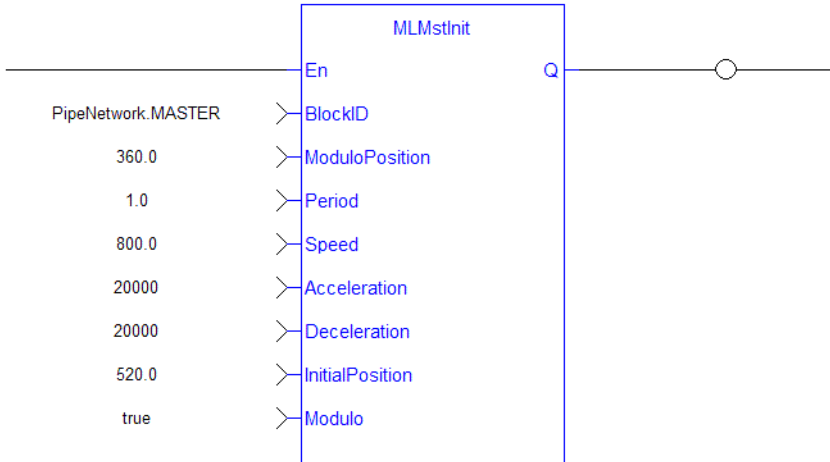 MLMstInit
En Q
PipeNetwork.MASTER BlockID
360.0 ModuloPosition
1.0 Period
800.0 Speed
20000 Acceleration
20000 Deceleration
520.0 InitialPosition
true Modulo